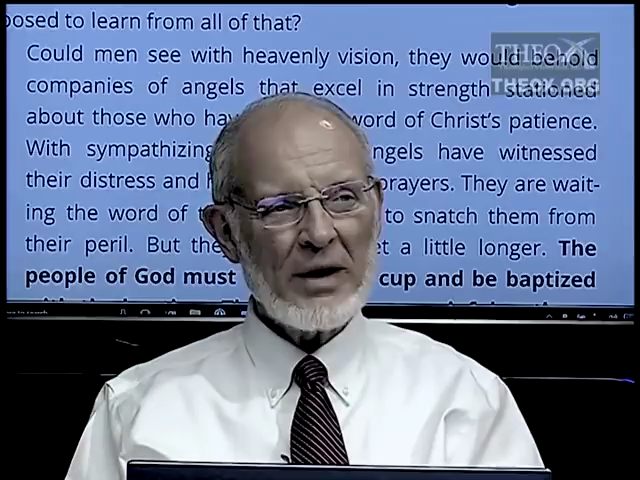 posed to learn from all of that?
Could men see with heavenly vision, they would behold
companies of angels that excel in strength stationed
about those who hav word of Christ's patience.
With sympathizing ngels have witnessed
their distress and h prayers. They are wait-
ing the word of to snatch them from
their peril. But the et a little longer. The
people of God must cup and be baptized
THEOX
THEOX.ORG